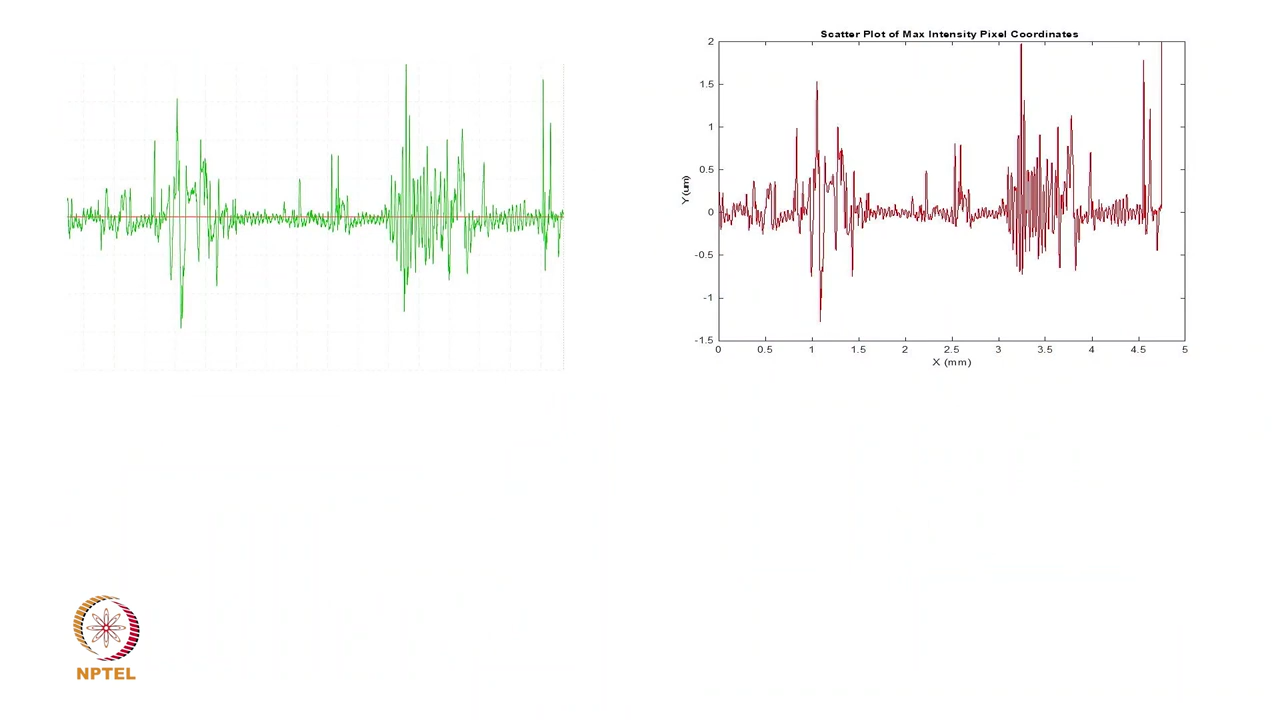 Scatter Plot of Max Intensity Pixel Coordinates
2
1.5
1
0.5
0
-0.5
-1
-1.5
Y(um)
0 0.5 1 1.5 2 2.5 3 3.5 4 4.5 5
X (mm)
NPTEL